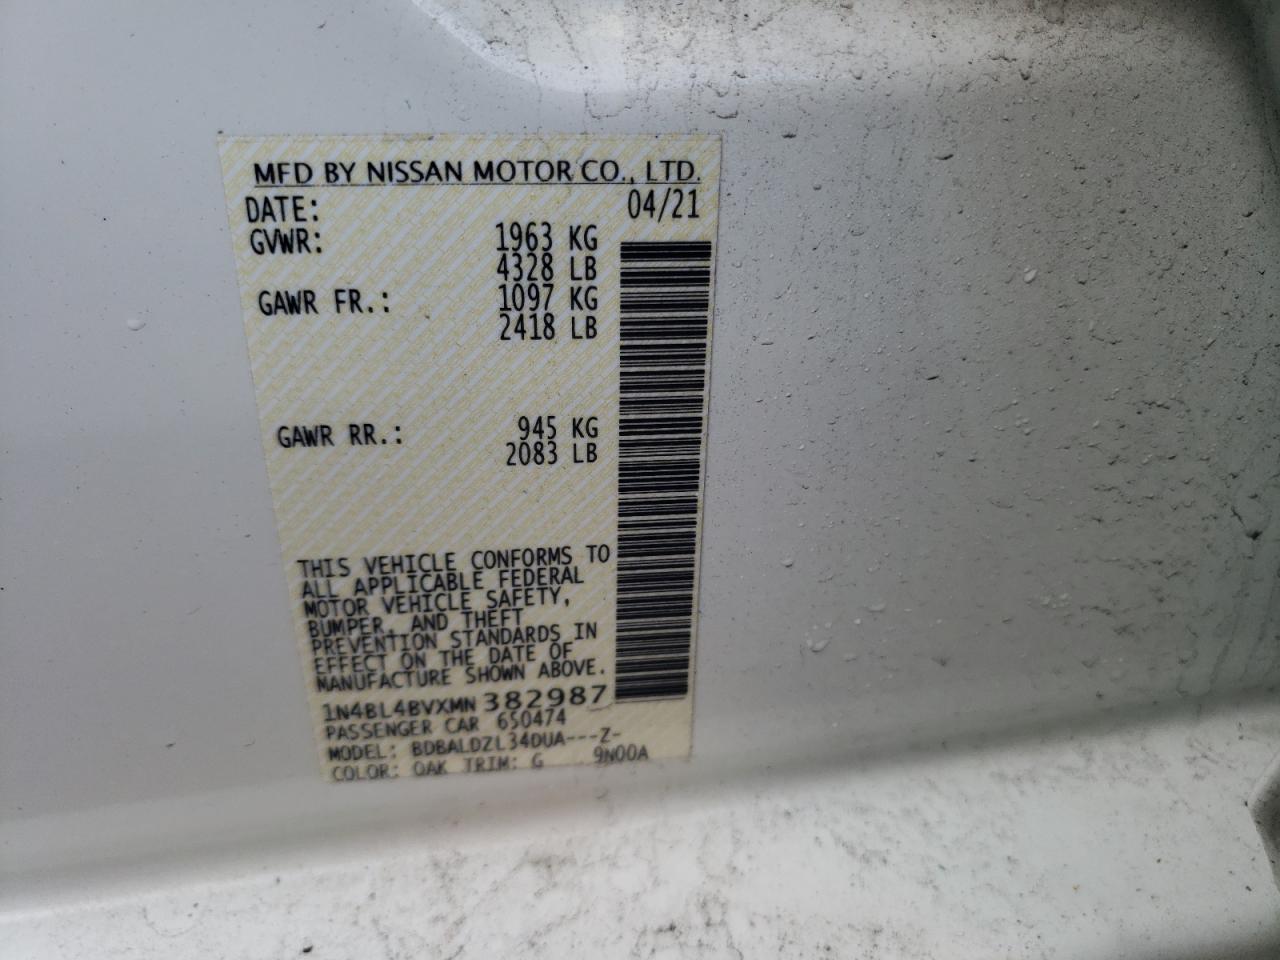 MFD BY NISSAN MOTOR CO., LTD.
DATE: 04/21
GVWR: 1963 KG
4328 LB
GAWR FR.: 1097 KG
2418 LB
GAWR RR.: 945 KG
2083 LB
THIS VEHICLE CONFORMS TO
ALL APPLICABLE FEDERAL
MOTOR VEHICLE SAFETY,
BUMPER, AND THEFT
PREVENTION STANDARDS IN
EFFECT ON THE DATE OF
MANUFACTURE SHOWN ABOVE.
1N4BL4BVXMN382987
PASSENGER CAR 650474
MODEL: BDBALDZL34DUA---Z-
COLOR: QAK TRIM: G 9N00A